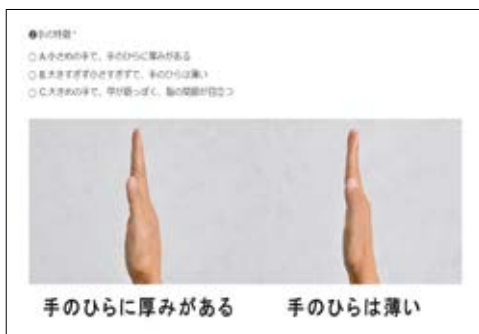 ❷手の特徴*
○ A.小さめの手で、手のひらに厚みがある
○ B.大きすぎず小さすぎずで、手のひらは薄い
○ C.大きめの手で、甲が筋っぽく、指の関節が目立つ
手のひらに厚みがある
手のひらは薄い